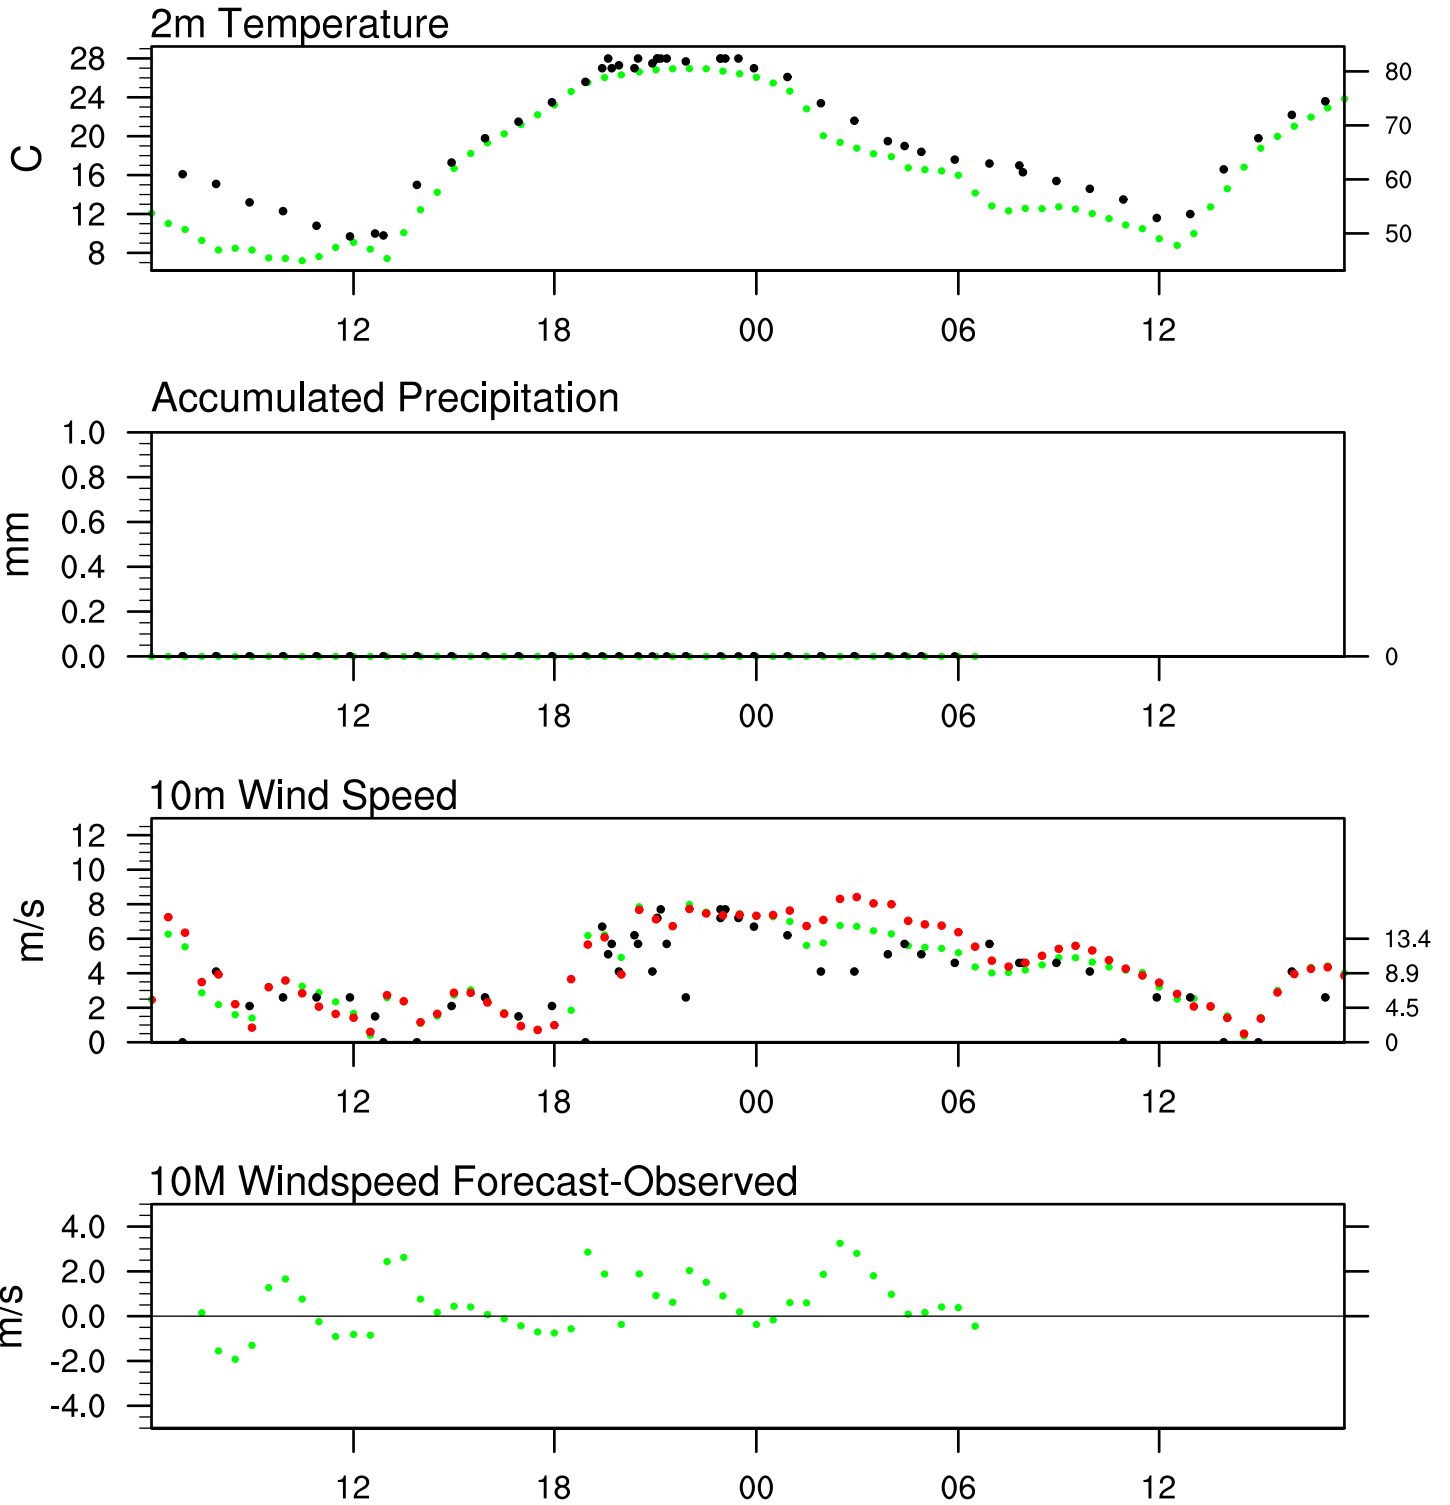 2m Temperature
28
24
20
16
12
8
C
80
70
60
50
12 18 00 06 12
Accumulated Precipitation
1.0
0.8
0.6
0.4
0.2
0.0
mm
0
12 18 00 06 12
10m Wind Speed
12
10
8
6
4
2
0
m/s
13.4
8.9
4.5
0
12 18 00 06 12
10M Windspeed Forecast-Observed
4.0
2.0
0.0
-2.0
-4.0
m/s
12 18 00 06 12